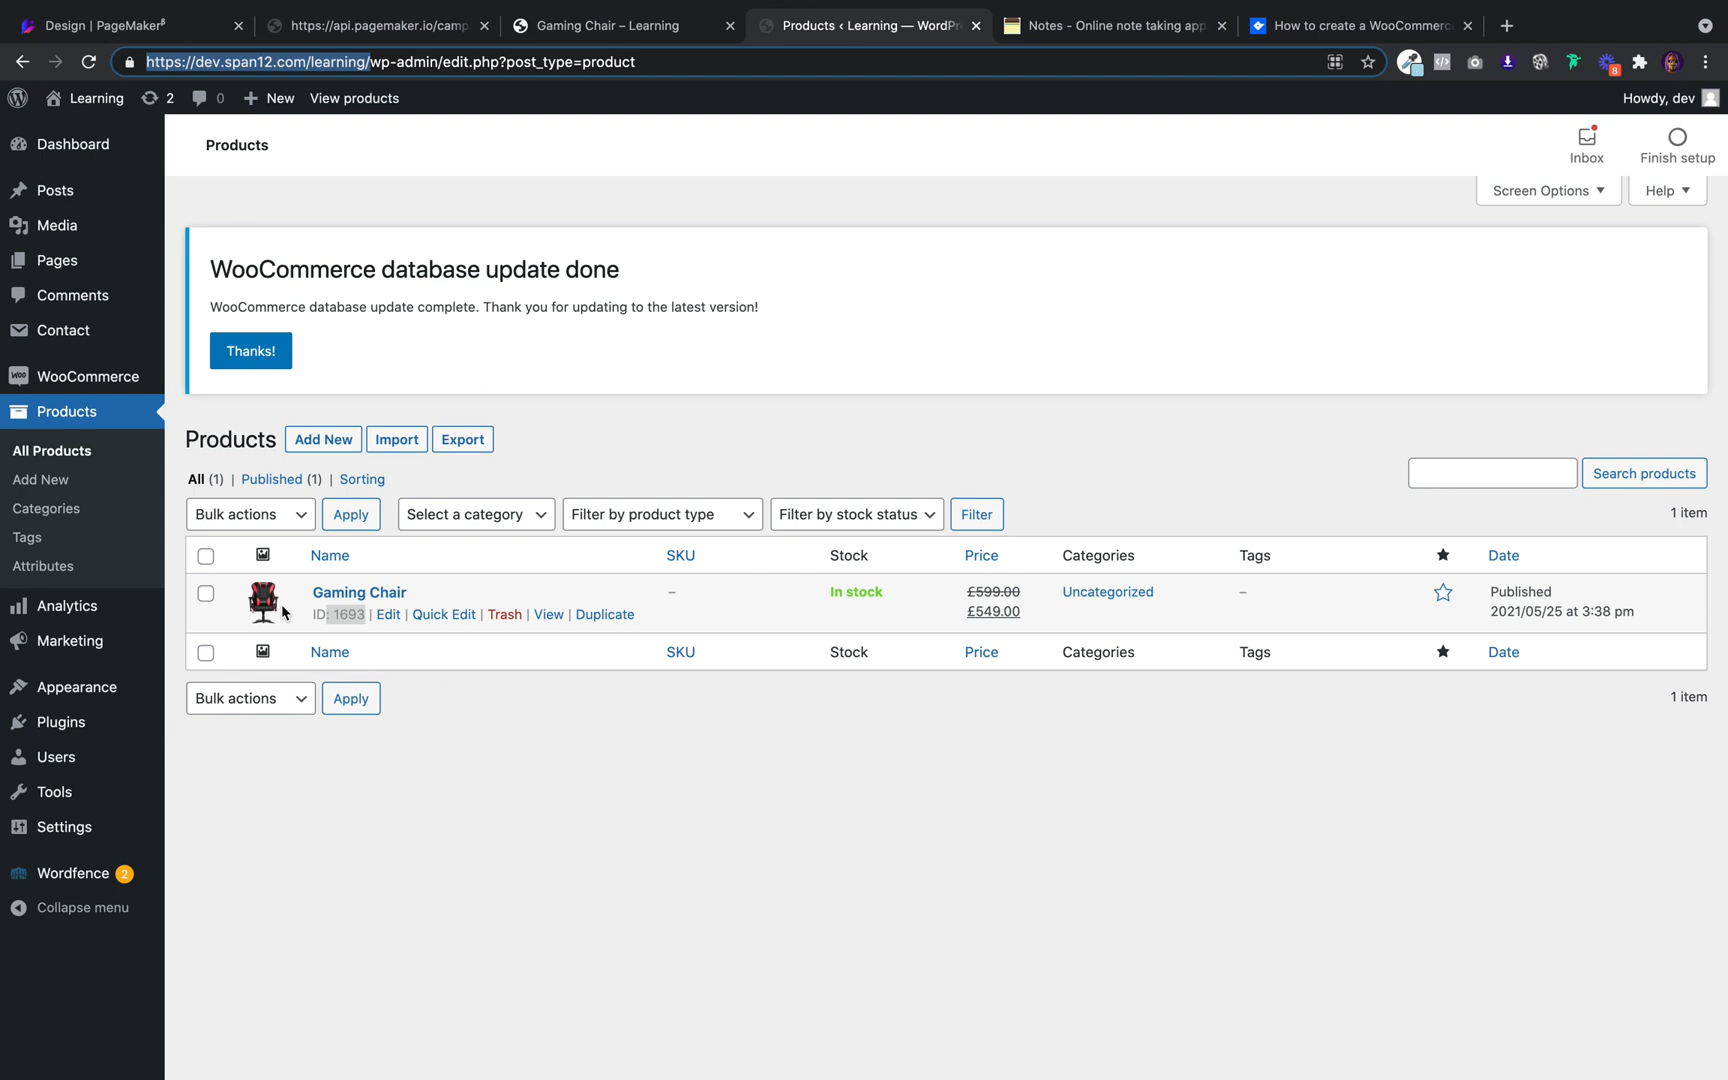 Design | PageMakerᵝ
https://api.pagemaker.io/camp
Gaming Chair – Learning
Products ‹ Learning — WordPr
Notes - Online note taking app
How to create a WooCommerc
https://dev.span12.com/learning/wp-admin/edit.php?post_type=product
8
Learning
2
0
New
View products
Howdy, dev
Dashboard
Posts
Media
Pages
Comments
Contact
WooCommerce
Products
All Products
Add New
Categories
Tags
Attributes
Analytics
Marketing
Appearance
Plugins
Users
Tools
Settings
Wordfence 2
Collapse menu
Products
Inbox
Finish setup
Screen Options
Help
WooCommerce database update done
WooCommerce database update complete. Thank you for updating to the latest version!
Thanks!
Products Add New Import Export
All (1) | Published (1) | Sorting
Search products
Bulk actions Apply Select a category Filter by product type Filter by stock status Filter 1 item
Name SKU Stock Price Categories Tags Date
Gaming Chair – In stock £599.00 Uncategorized – Published
ID: 1693 | Edit | Quick Edit | Trash | View | Duplicate £549.00 2021/05/25 at 3:38 pm
Name SKU Stock Price Categories Tags Date
Bulk actions Apply 1 item